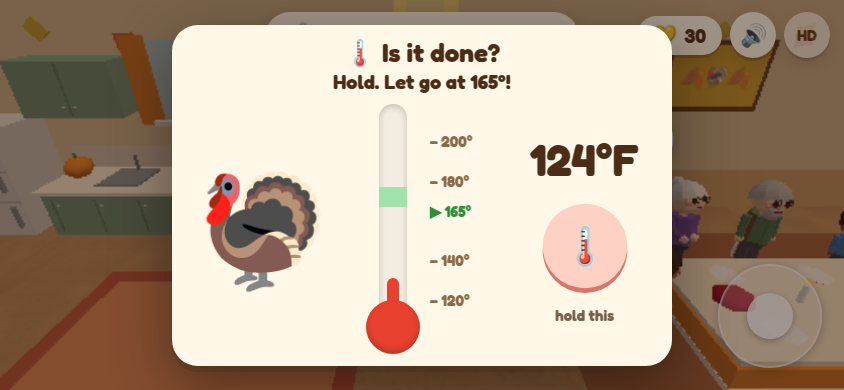 Is it done?
Hold. Let go at 165°!
– 200°
– 180°
▶ 165°
– 140°
– 120°
124°F
hold this
30
HD